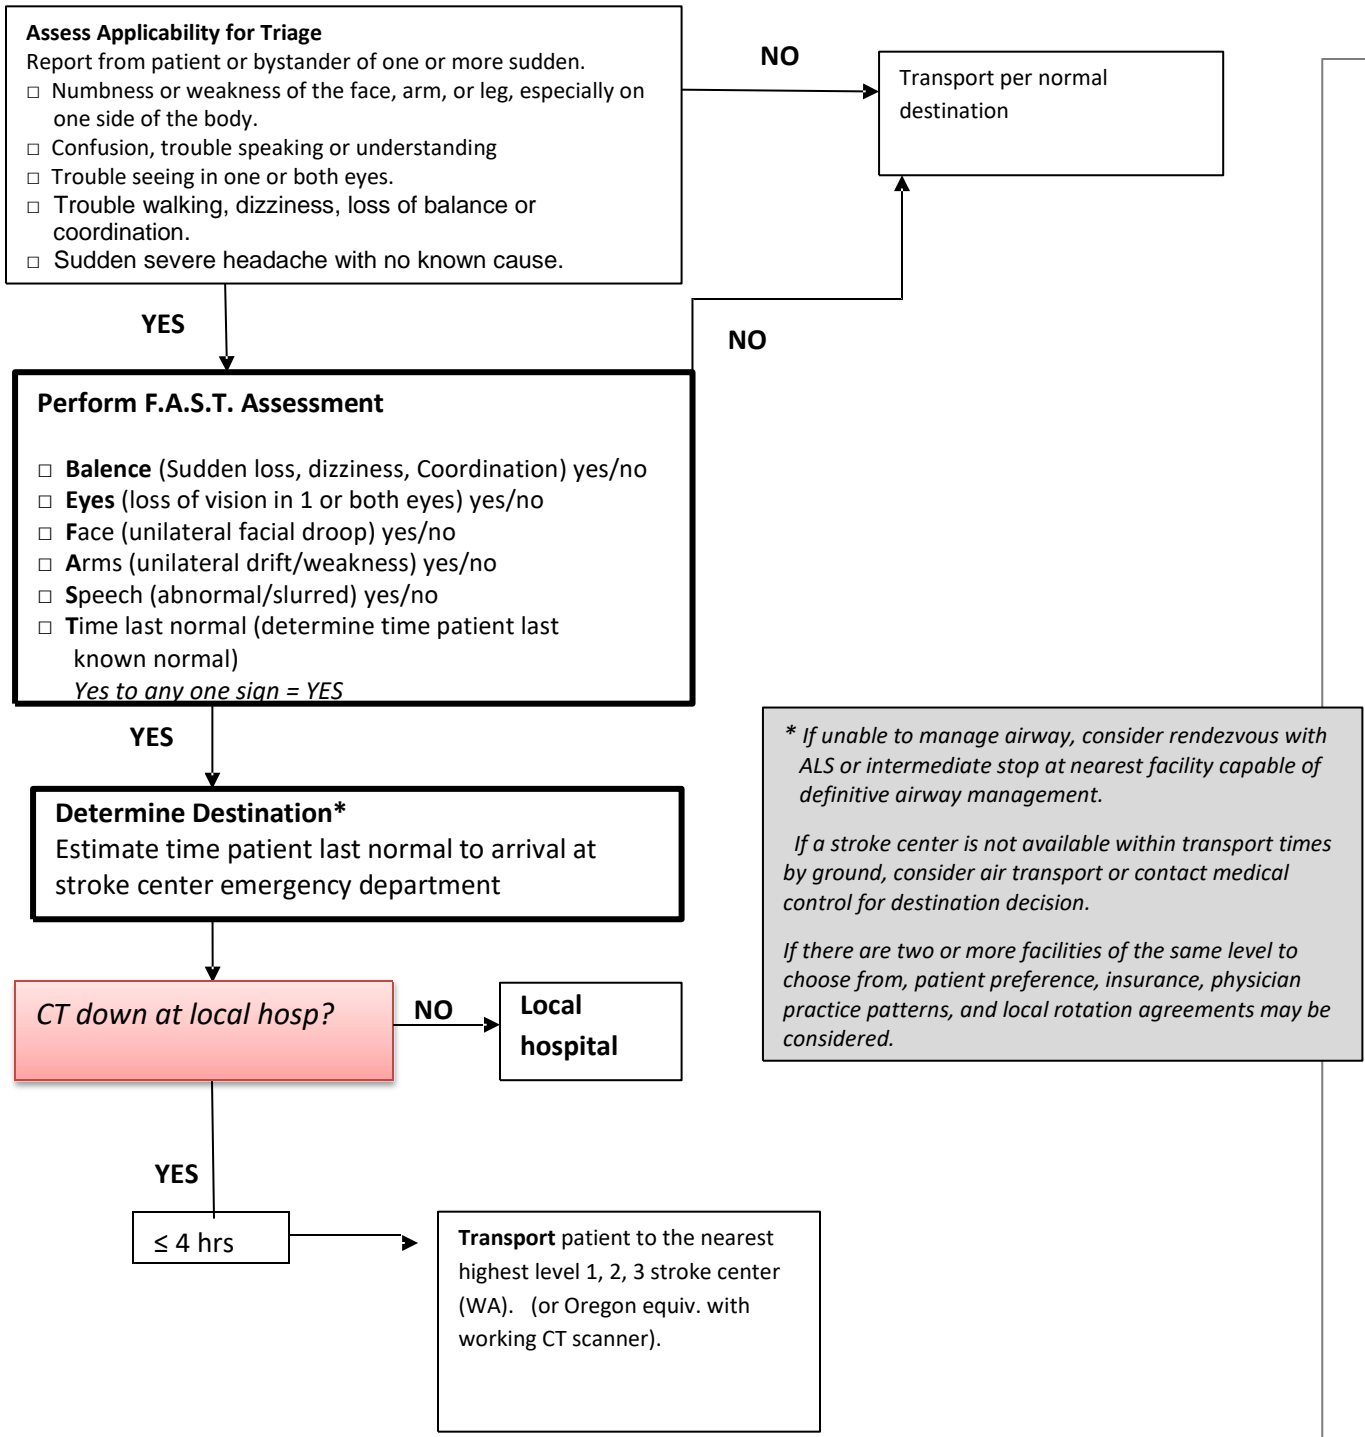 Assess Applicability for Triage
Report from patient or bystander of one or more sudden.
□ Numbness or weakness of the face, arm, or leg, especially on
one side of the body.
□ Confusion, trouble speaking or understanding
□ Trouble seeing in one or both eyes.
□ Trouble walking, dizziness, loss of balance or
coordination.
□ Sudden severe headache with no known cause.
NO
Transport per normal
destination
YES
NO
Perform F.A.S.T. Assessment
□ Balence (Sudden loss, dizziness, Coordination) yes/no
□ Eyes (loss of vision in 1 or both eyes) yes/no
□ Face (unilateral facial droop) yes/no
□ Arms (unilateral drift/weakness) yes/no
□ Speech (abnormal/slurred) yes/no
□ Time last normal (determine time patient last
known normal)
Yes to any one sign = YES
YES
Determine Destination*
Estimate time patient last normal to arrival at
stroke center emergency department
* If unable to manage airway, consider rendezvous with
ALS or intermediate stop at nearest facility capable of
definitive airway management.
If a stroke center is not available within transport times
by ground, consider air transport or contact medical
control for destination decision.
If there are two or more facilities of the same level to
choose from, patient preference, insurance, physician
practice patterns, and local rotation agreements may be
considered.
CT down at local hosp?
NO
Local
hospital
YES
≤ 4 hrs
Transport patient to the nearest
highest level 1, 2, 3 stroke center
(WA). (or Oregon equiv. with
working CT scanner).